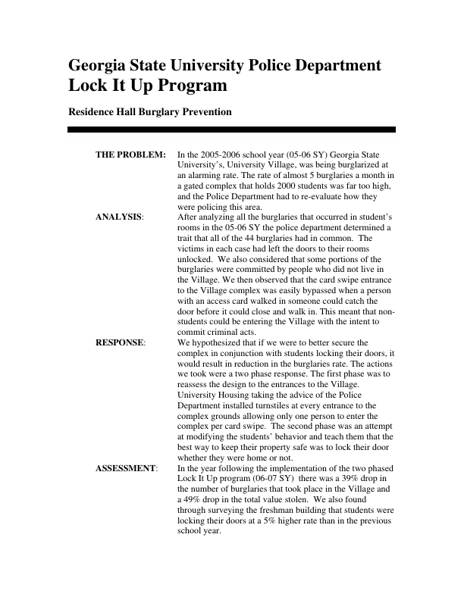 Georgia State University Police Department
Lock It Up Program
Residence Hall Burglary Prevention
THE PROBLEM: In the 2005-2006 school year (05-06 SY) Georgia State
University's, University Village, was being burglarized at
an alarming rate. The rate of almost 5 burglaries a month in
a gated complex that holds 2000 students was far too high,
and the Police Department had to re-evaluate how they
were policing this area.
ANALYSIS: After analyzing all the burglaries that occurred in student's
rooms in the 05-06 SY the police department determined a
trait that all of the 44 burglaries had in common. The
victims in each case had left the doors to their rooms
unlocked. We also considered that some portions of the
burglaries were committed by people who did not live in
the Village. We then observed that the card swipe entrance
to the Village complex was easily bypassed when a person
with an access card walked in someone could catch the
door before it could close and walk in. This meant that non-
students could be entering the Village with the intent to
commit criminal acts.
RESPONSE: We hypothesized that if we were to better secure the
complex in conjunction with students locking their doors, it
would result in reduction in the burglaries rate. The actions
we took were a two phase response. The first phase was to
reassess the design to the entrances to the Village.
University Housing taking the advice of the Police
Department installed turnstiles at every entrance to the
complex grounds allowing only one person to enter the
complex per card swipe. The second phase was an attempt
at modifying the students' behavior and teach them that the
best way to keep their property safe was to lock their door
whether they were home or not.
ASSESSMENT: In the year following the implementation of the two phased
Lock It Up program (06-07 SY) there was a 39% drop in
the number of burglaries that took place in the Village and
a 49% drop in the total value stolen. We also found
through surveying the freshman building that students were
locking their doors at a 5% higher rate than in the previous
school year.